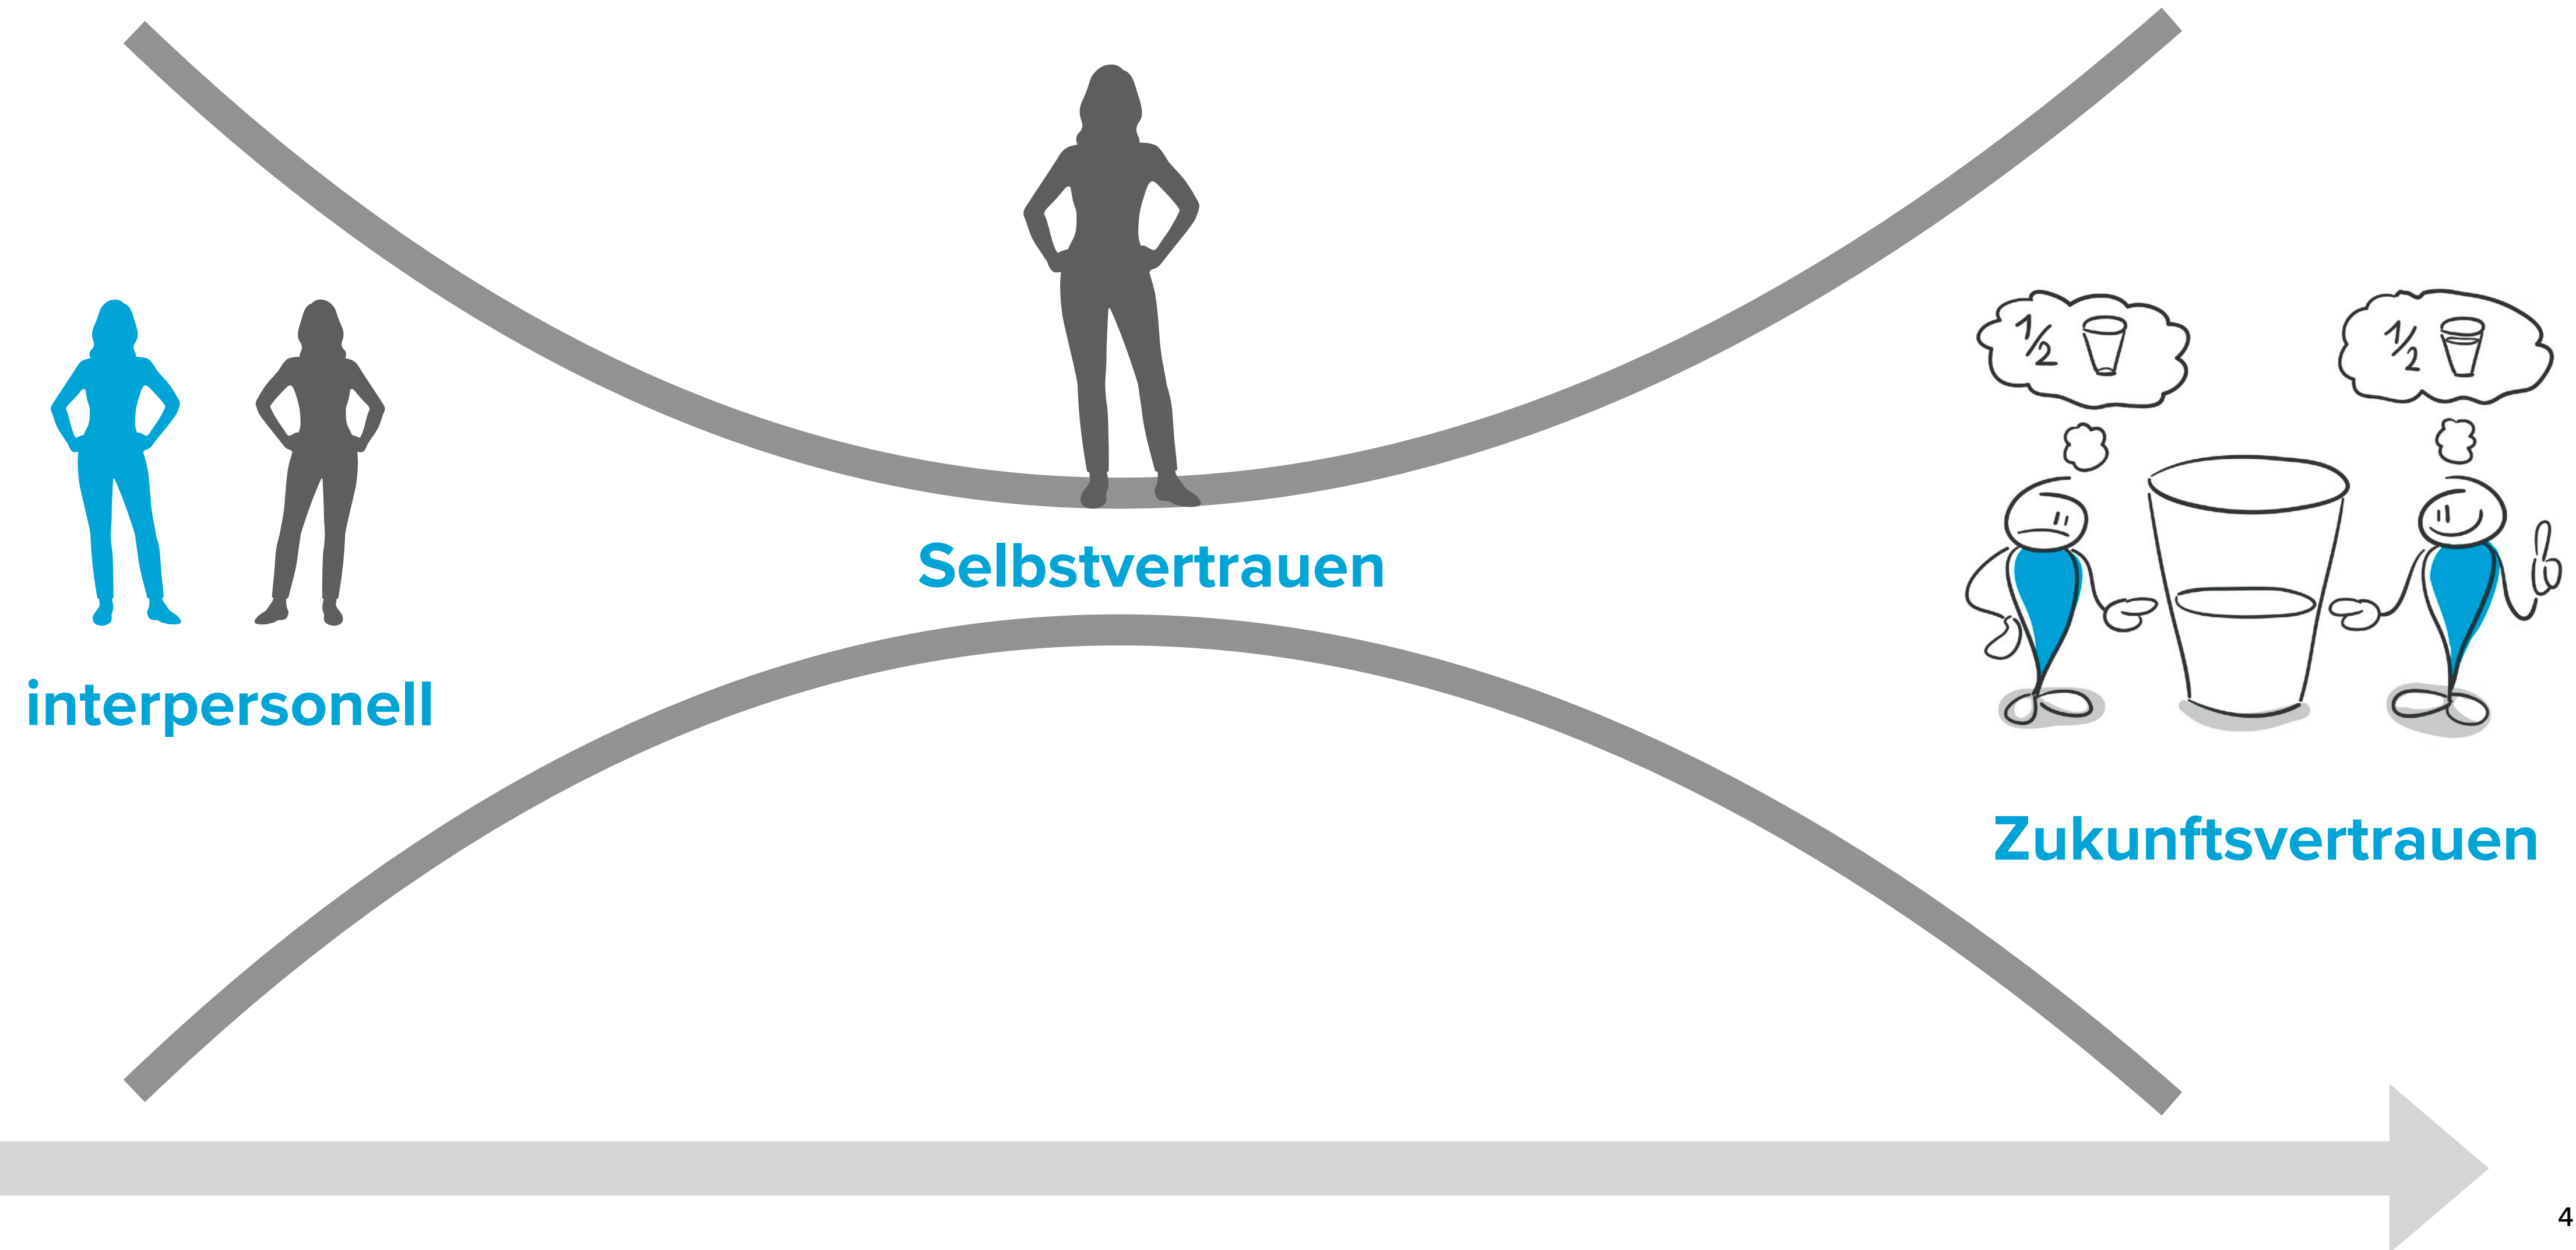 Selbstvertrauen
interpersonell
Zukunftsvertrauen
1/2
1/2
4